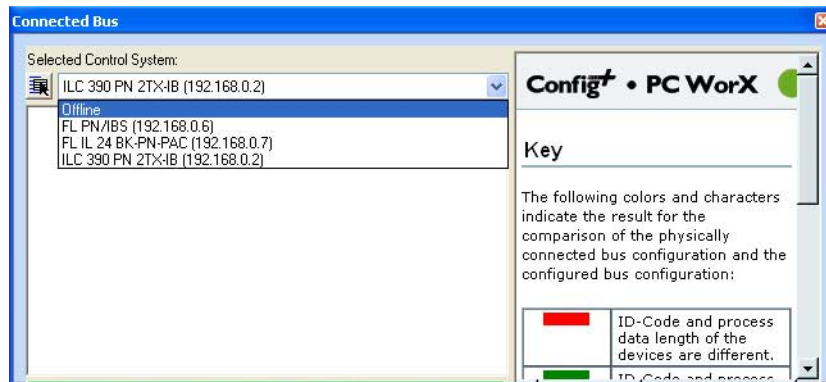 Connected Bus
Selected Control System:
ILC 390 PN 2TX-IB (192.168.0.2)
Offline
FL PN/IBS (192.168.0.6)
FL IL 24 BK-PN-PAC (192.168.0.7)
ILC 390 PN 2TX-IB (192.168.0.2)
Config+ • PC WorX
Key
The following colors and characters
indicate the result for the
comparison of the physically
connected bus configuration and the
configured bus configuration:
ID-Code and process
data length of the
devices are different.
ID-Code and process